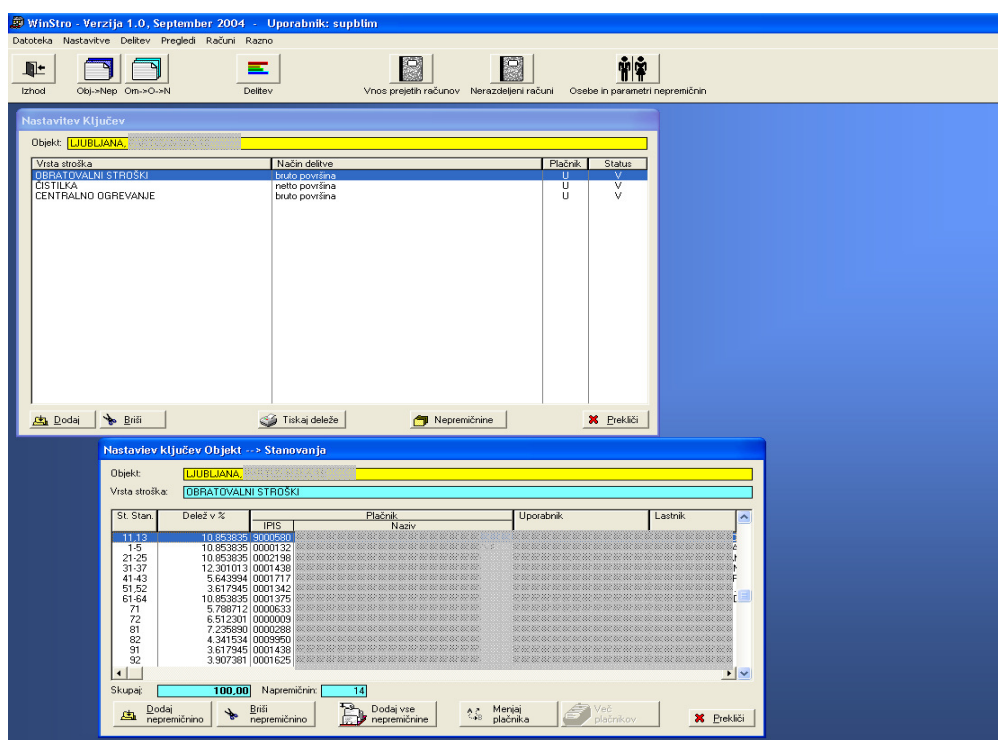 WinStro - Verzija 1.0, September 2004 - Uporabnik: supblim
Datoteka Nastavitve Delitev Pregledi Računi Razno
Izhod Obj->Nep Om->O->N Delitev Vnos prejetih računov Nerazdeljeni računi Osebe in parametri nepremičnin
Nastavitev Ključev
Objekt: LJUBLJANA,
Vrsta stroška Način delitve Plačnik Status
OBRATOVALNI STROŠKI bruto površina U V
ČISTILKA netto površina U V
CENTRALNO OGREVANJE bruto površina U V
Dodaj Briši Tiskaj deleže Nepremičnine Prekliči
Nastaviev ključev Objekt --> Stanovanja
Objekt: LJUBLJANA,
Vrsta stroška: OBRATOVALNI STROŠKI
St. Stan. Delež v % Plačnik Uporabnik Lastnik
IPIS Naziv
11,13 10.853835 9000580
1-5 10.853835 0000132
21-25 10.853835 0002198
31-37 12.301013 0001438
41-43 5.643994 0001717
51,52 3.617945 0001342
61-64 10.853835 0001375
71 5.788712 0000633
72 6.512301 0000009
81 7.235890 0000288
82 4.341534 0009950
91 3.617945 0001438
92 3.907381 0001625
Skupaj: 100,00 Napremičnin: 14
Dodaj nepremičnino Briši nepremičnino Dodaj vse nepremičnine Menjaj plačnika Več plačnikov Prekliči